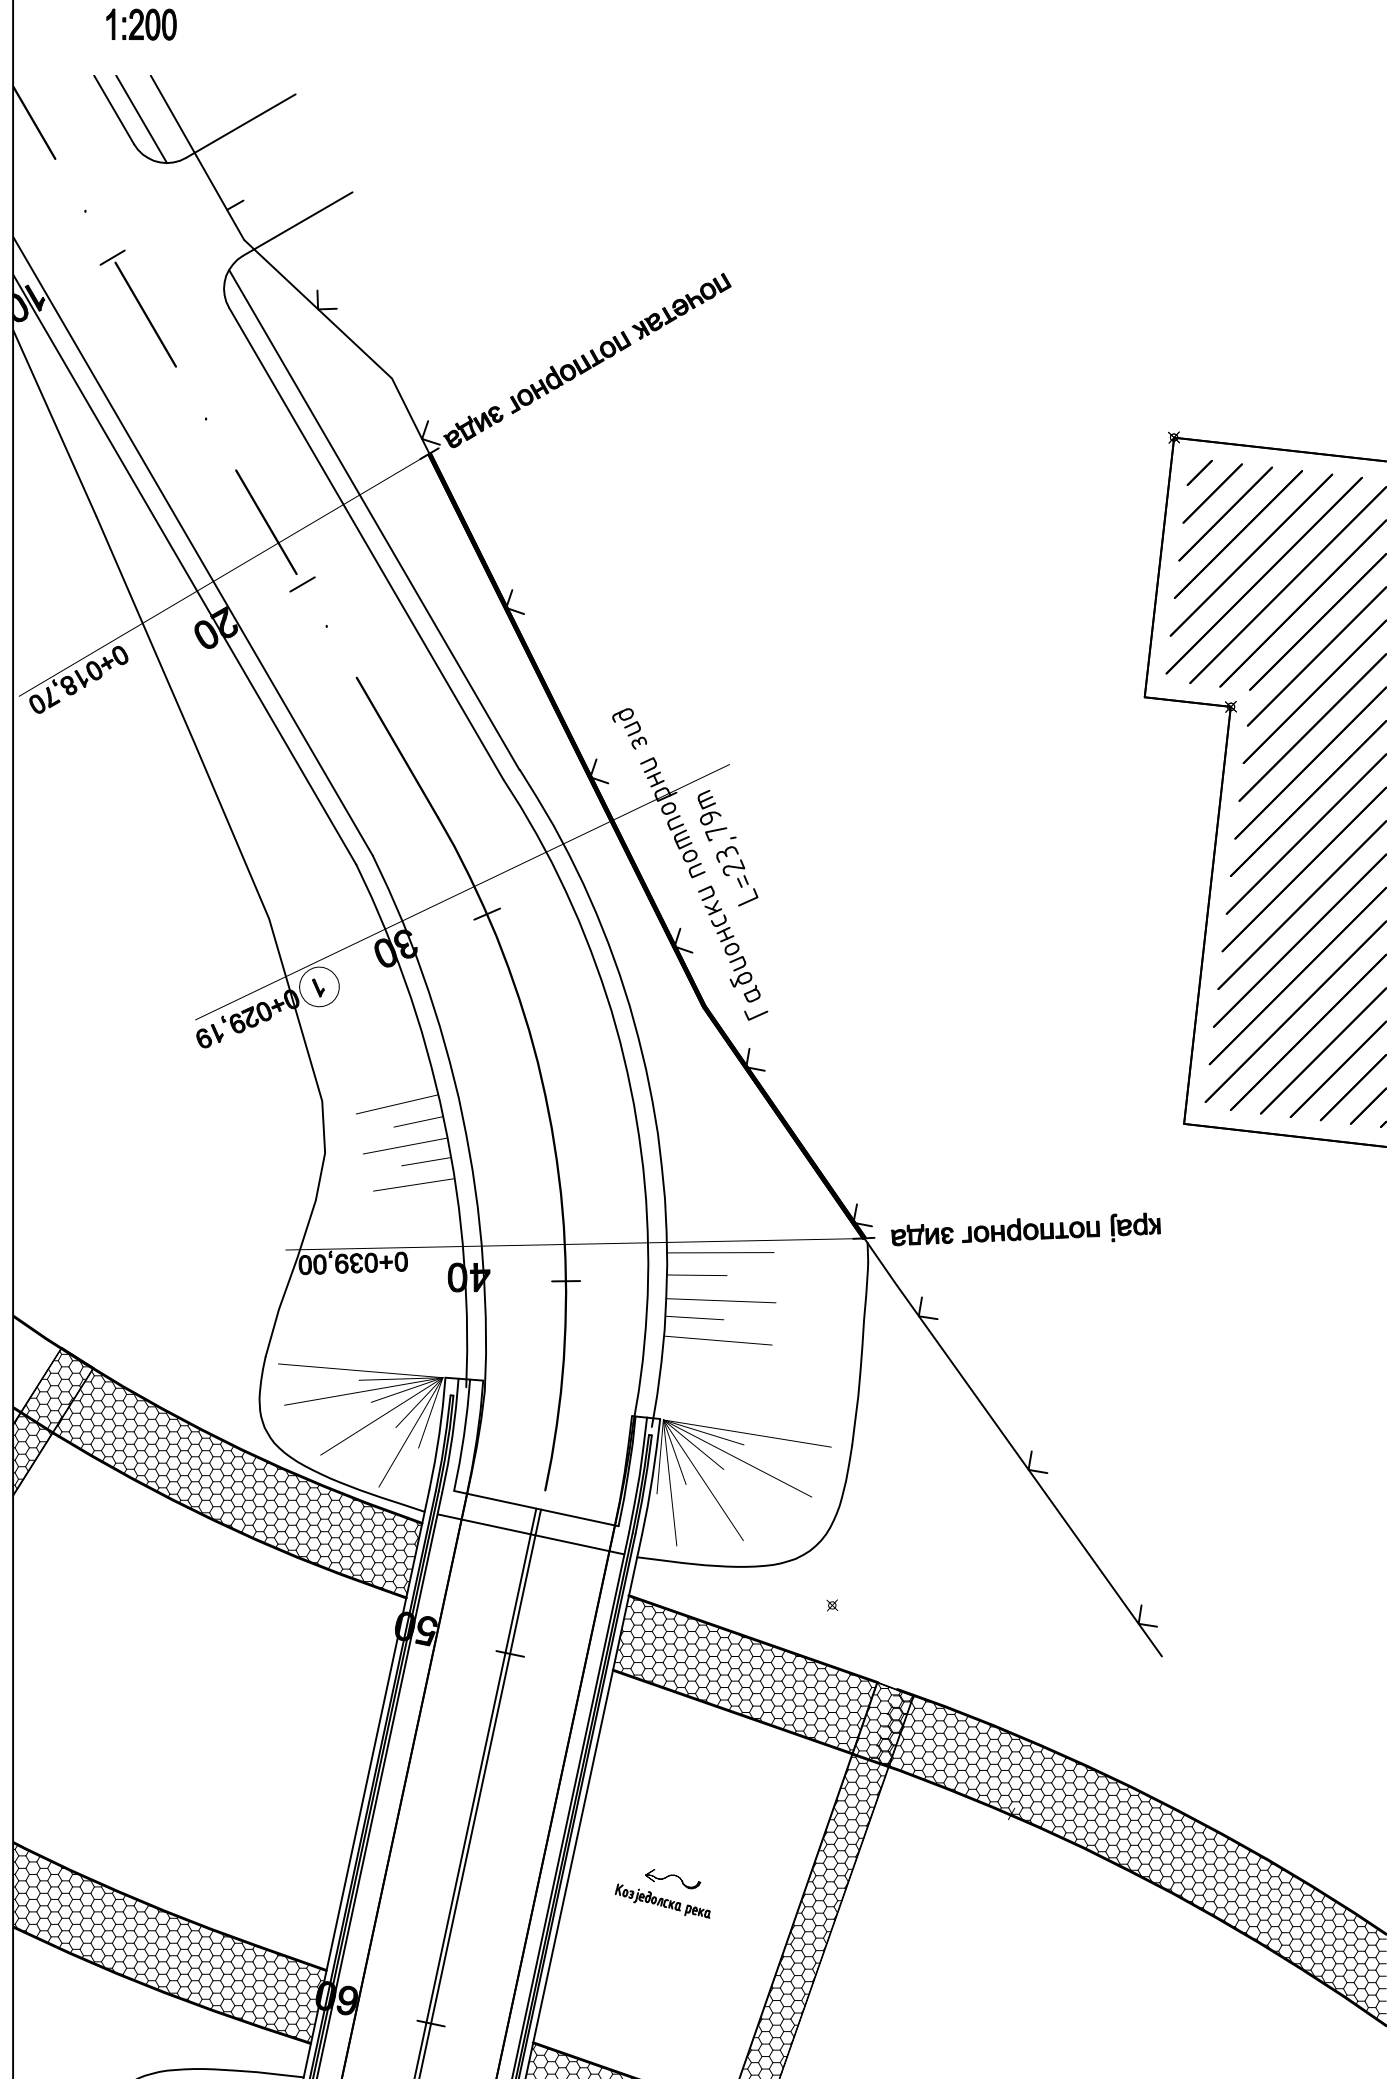 1:200
10
почетак потпорног зида
20
0+018,70
Габионски потпорни зид
L=23,79m
30
1
0+029,19
крај потпорног зида
0+039,00
40
50
Козједолска река
60